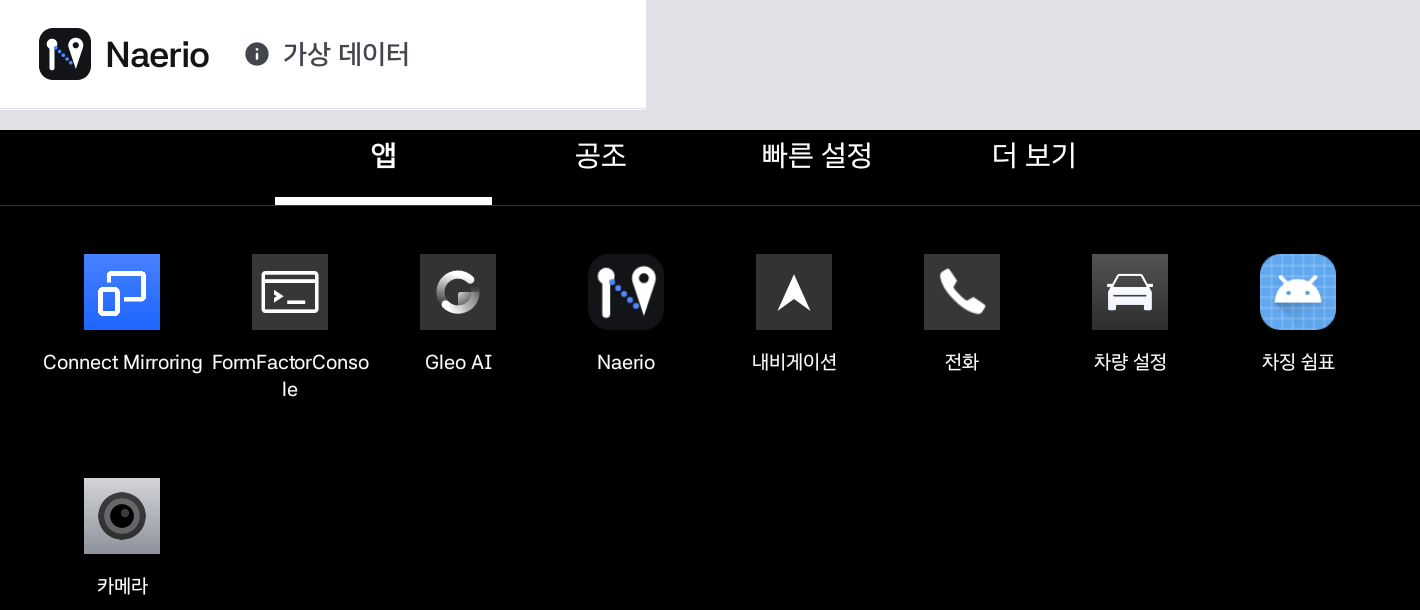 Naerio 가상 데이터
앱 공조 빠른 설정 더 보기
Connect Mirroring FormFactorConso Gleo AI Naerio 내비게이션 전화 차량 설정 차징 쉼표
le
카메라